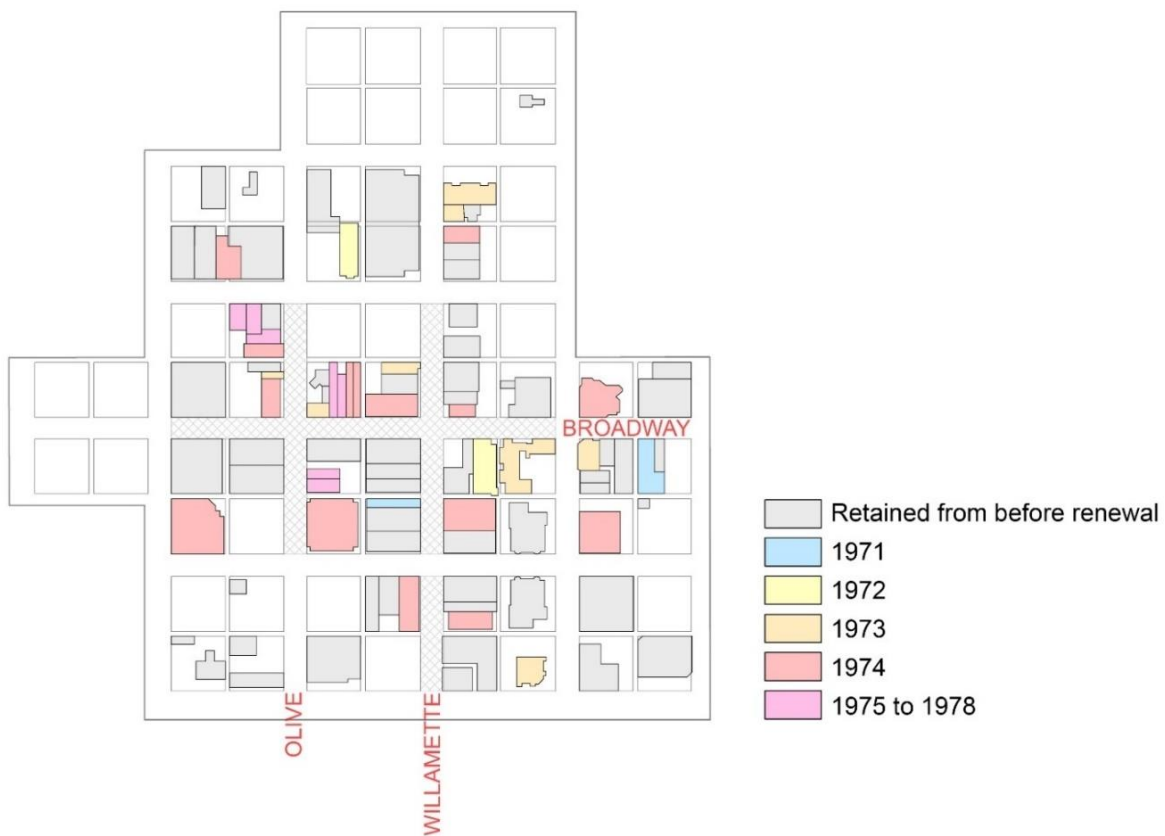 BROADWAY
OLIVE
WILLAMETTE
Retained from before renewal
1971
1972
1973
1974
1975 to 1978